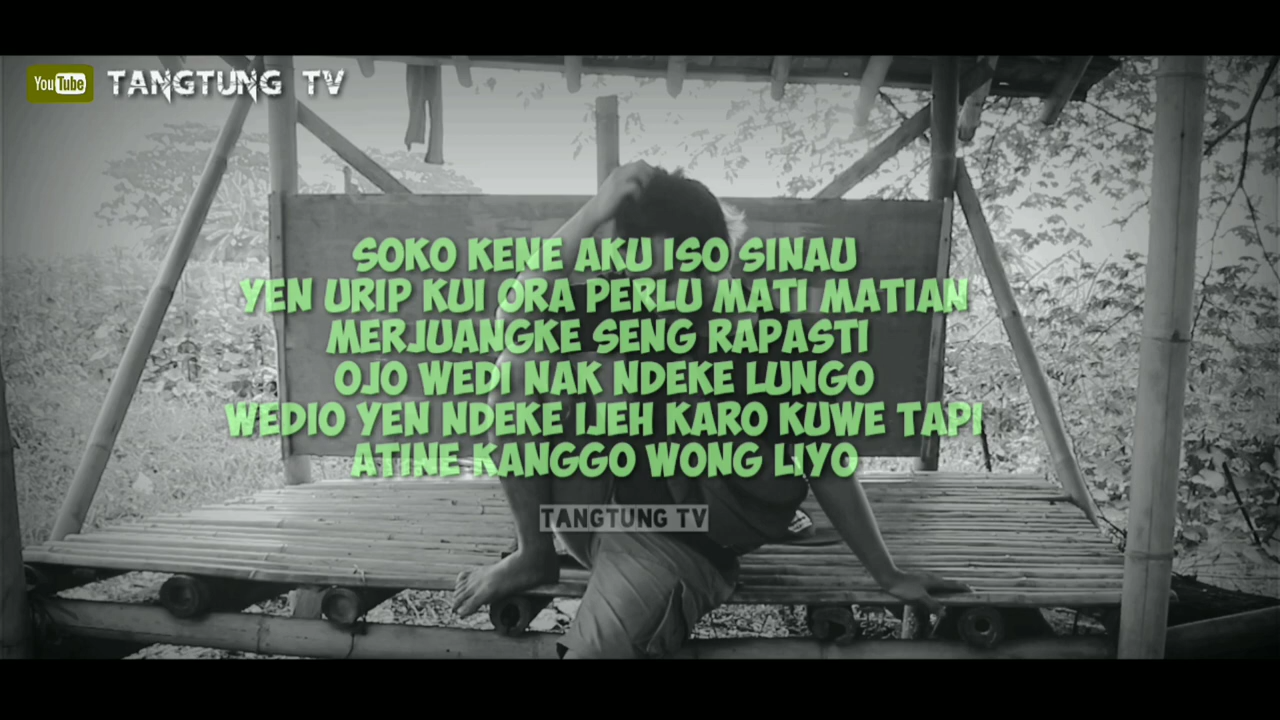 YouTube TANGTUNG TV
SOKO KENE AKU ISO SINAU
YEN URIP KUI ORA PERLU MATI MATIAN
MERJUANGKE SENG RAPASTI
OJO WEDI NAK NDEKE LUNGO
WEDIO YEN NDEKE IJEH KARO KUWE TAPI
ATINE KANGGO WONG LIYO
TANGTUNG TV